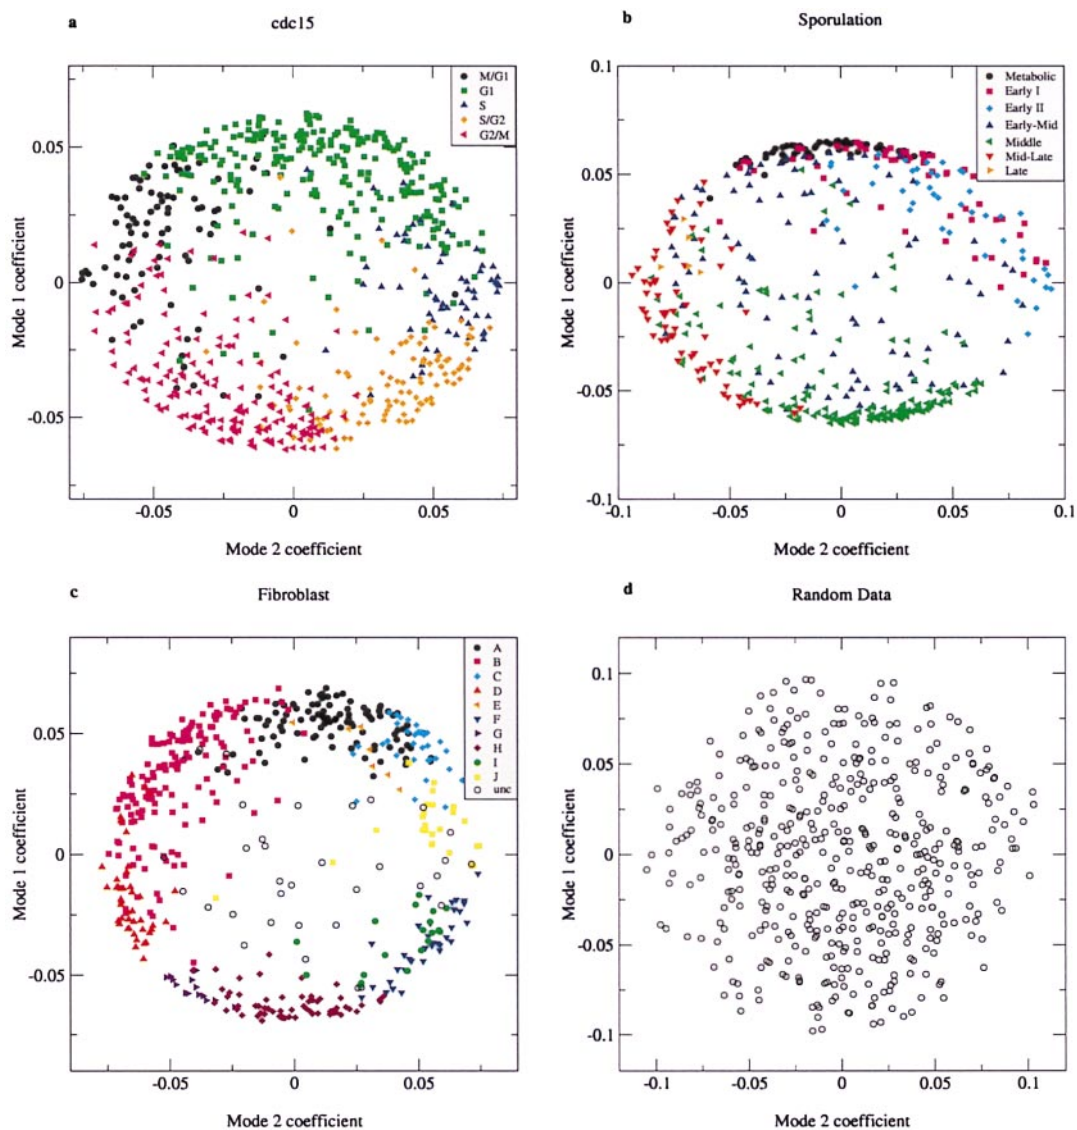 a
cdc15
M/G1
G1
S
S/G2
G2/M
0.05
0
-0.05
-0.05
0
0.05
Mode 1 coefficient
Mode 2 coefficient
b
Sporulation
Metabolic
Early I
Early II
Early-Mid
Middle
Mid-Late
Late
0.1
0.05
0
-0.05
-0.1
-0.1
-0.05
0
0.05
0.1
Mode 1 coefficient
Mode 2 coefficient
c
Fibroblast
A
B
C
D
E
F
G
H
I
J
unc
0.05
0
-0.05
-0.05
0
0.05
Mode 1 coefficient
Mode 2 coefficient
d
Random Data
0.1
0.05
0
-0.05
-0.1
-0.1
-0.05
0
0.05
0.1
Mode 1 coefficient
Mode 2 coefficient